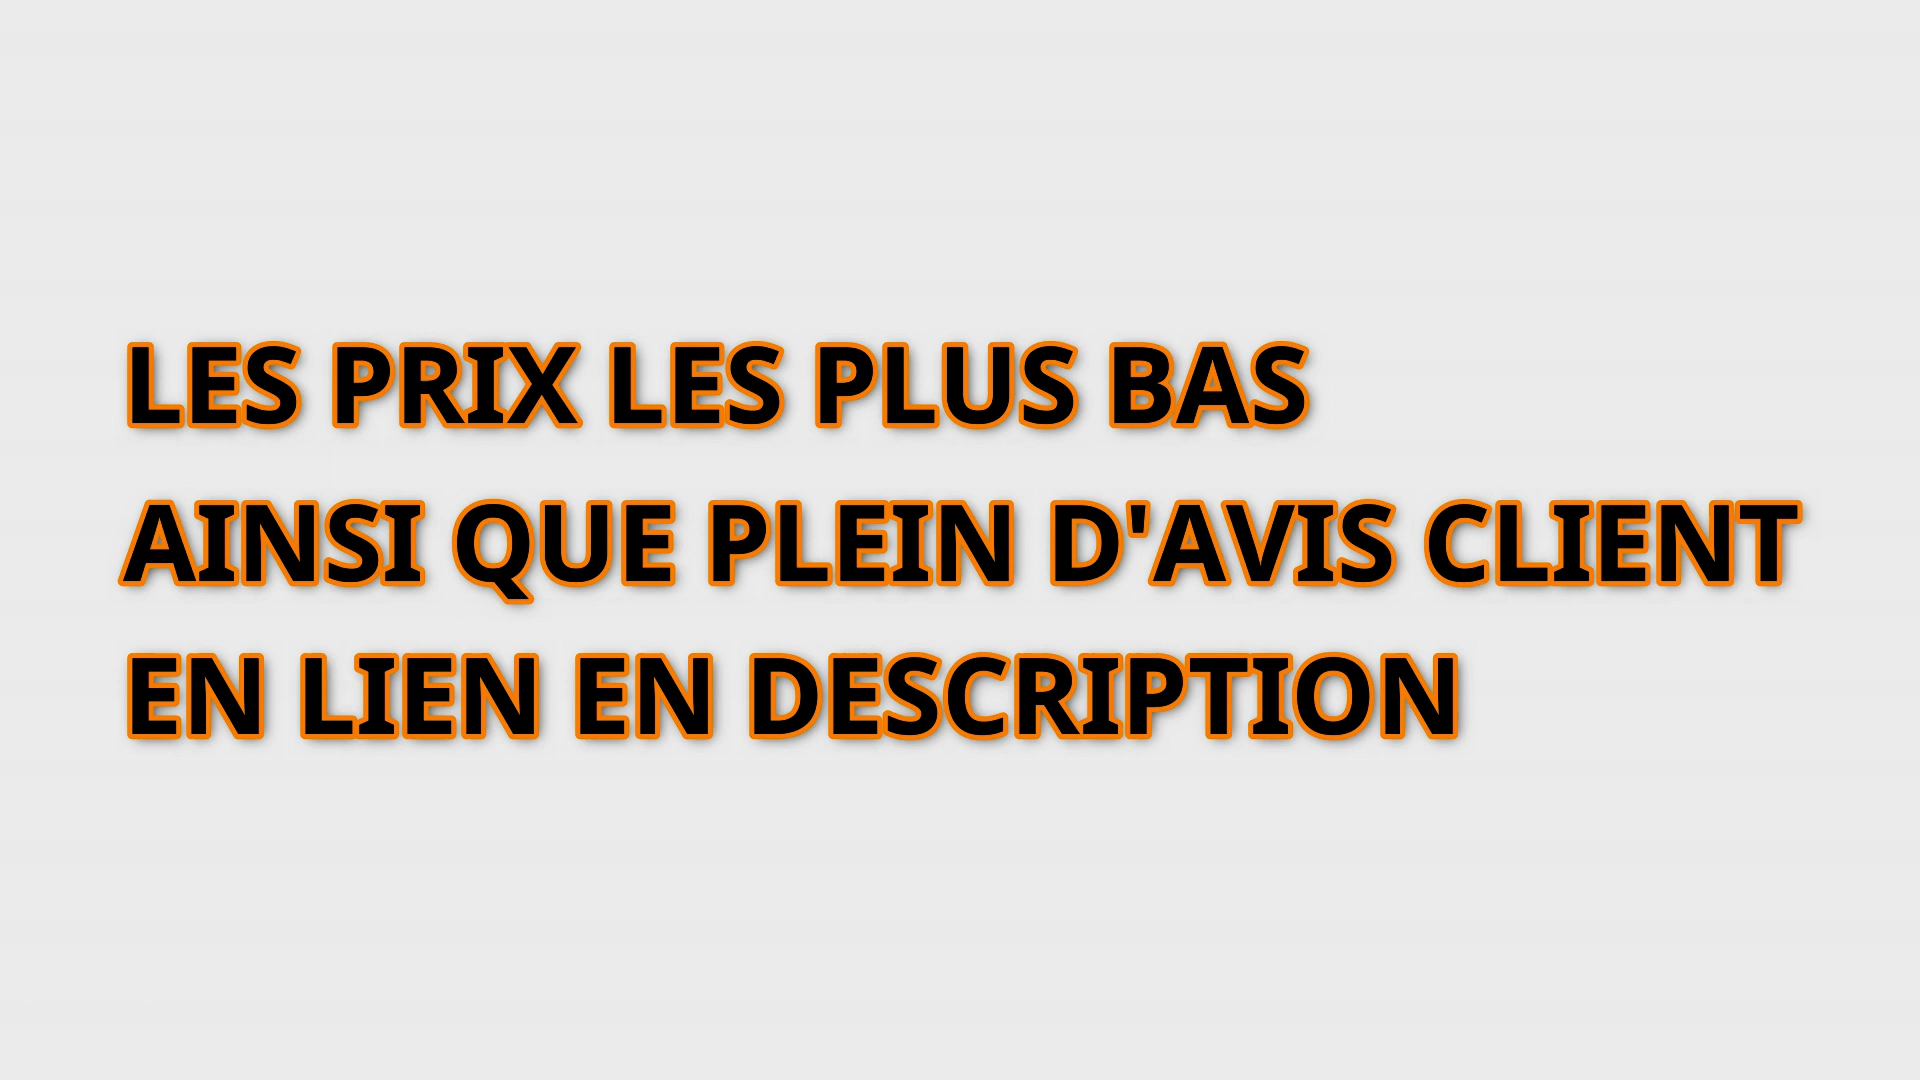 LES PRIX LES PLUS BAS
AINSI QUE PLEIN D'AVIS CLIENT
EN LIEN EN DESCRIPTION